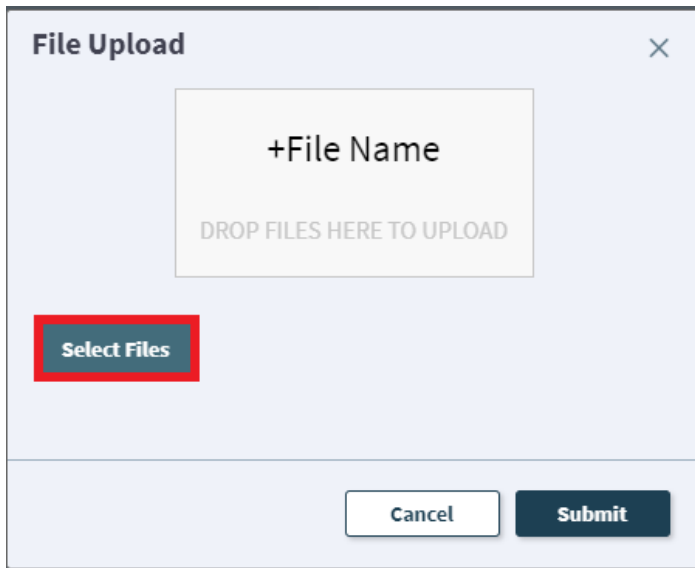 File Upload
+File Name
DROP FILES HERE TO UPLOAD
Select Files
Cancel
Submit